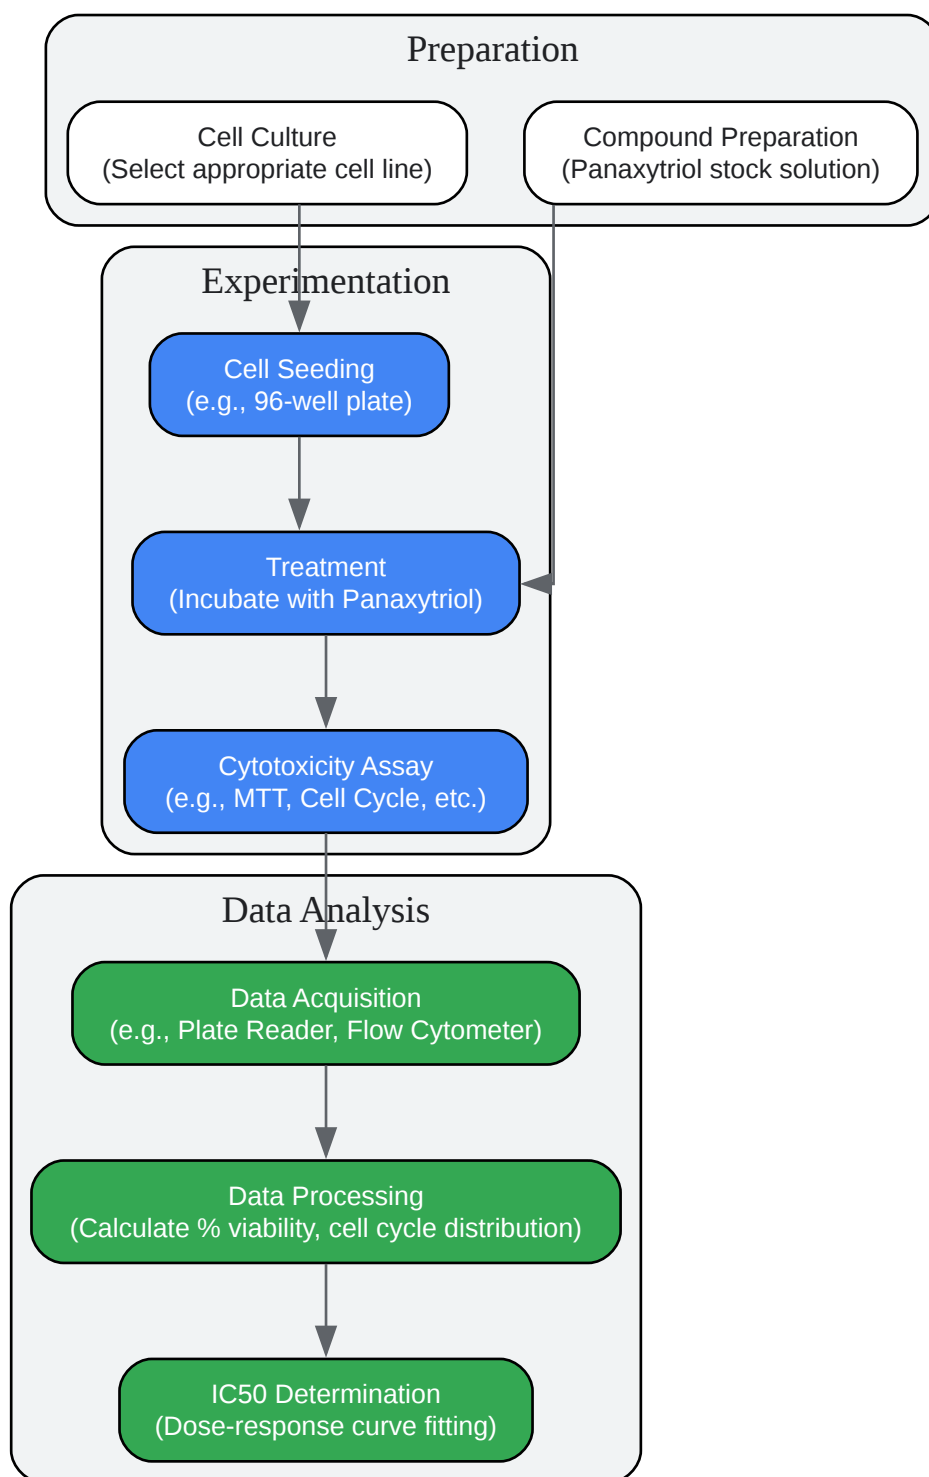 Preparation
Cell Culture
(Select appropriate cell line)
Compound Preparation
(Panaxytriol stock solution)
Experimentation
Cell Seeding
(e.g., 96-well plate)
Treatment
(Incubate with Panaxytriol)
Cytotoxicity Assay
(e.g., MTT, Cell Cycle, etc.)
Data Analysis
Data Acquisition
(e.g., Plate Reader, Flow Cytometer)
Data Processing
(Calculate % viability, cell cycle distribution)
IC50 Determination
(Dose-response curve fitting)